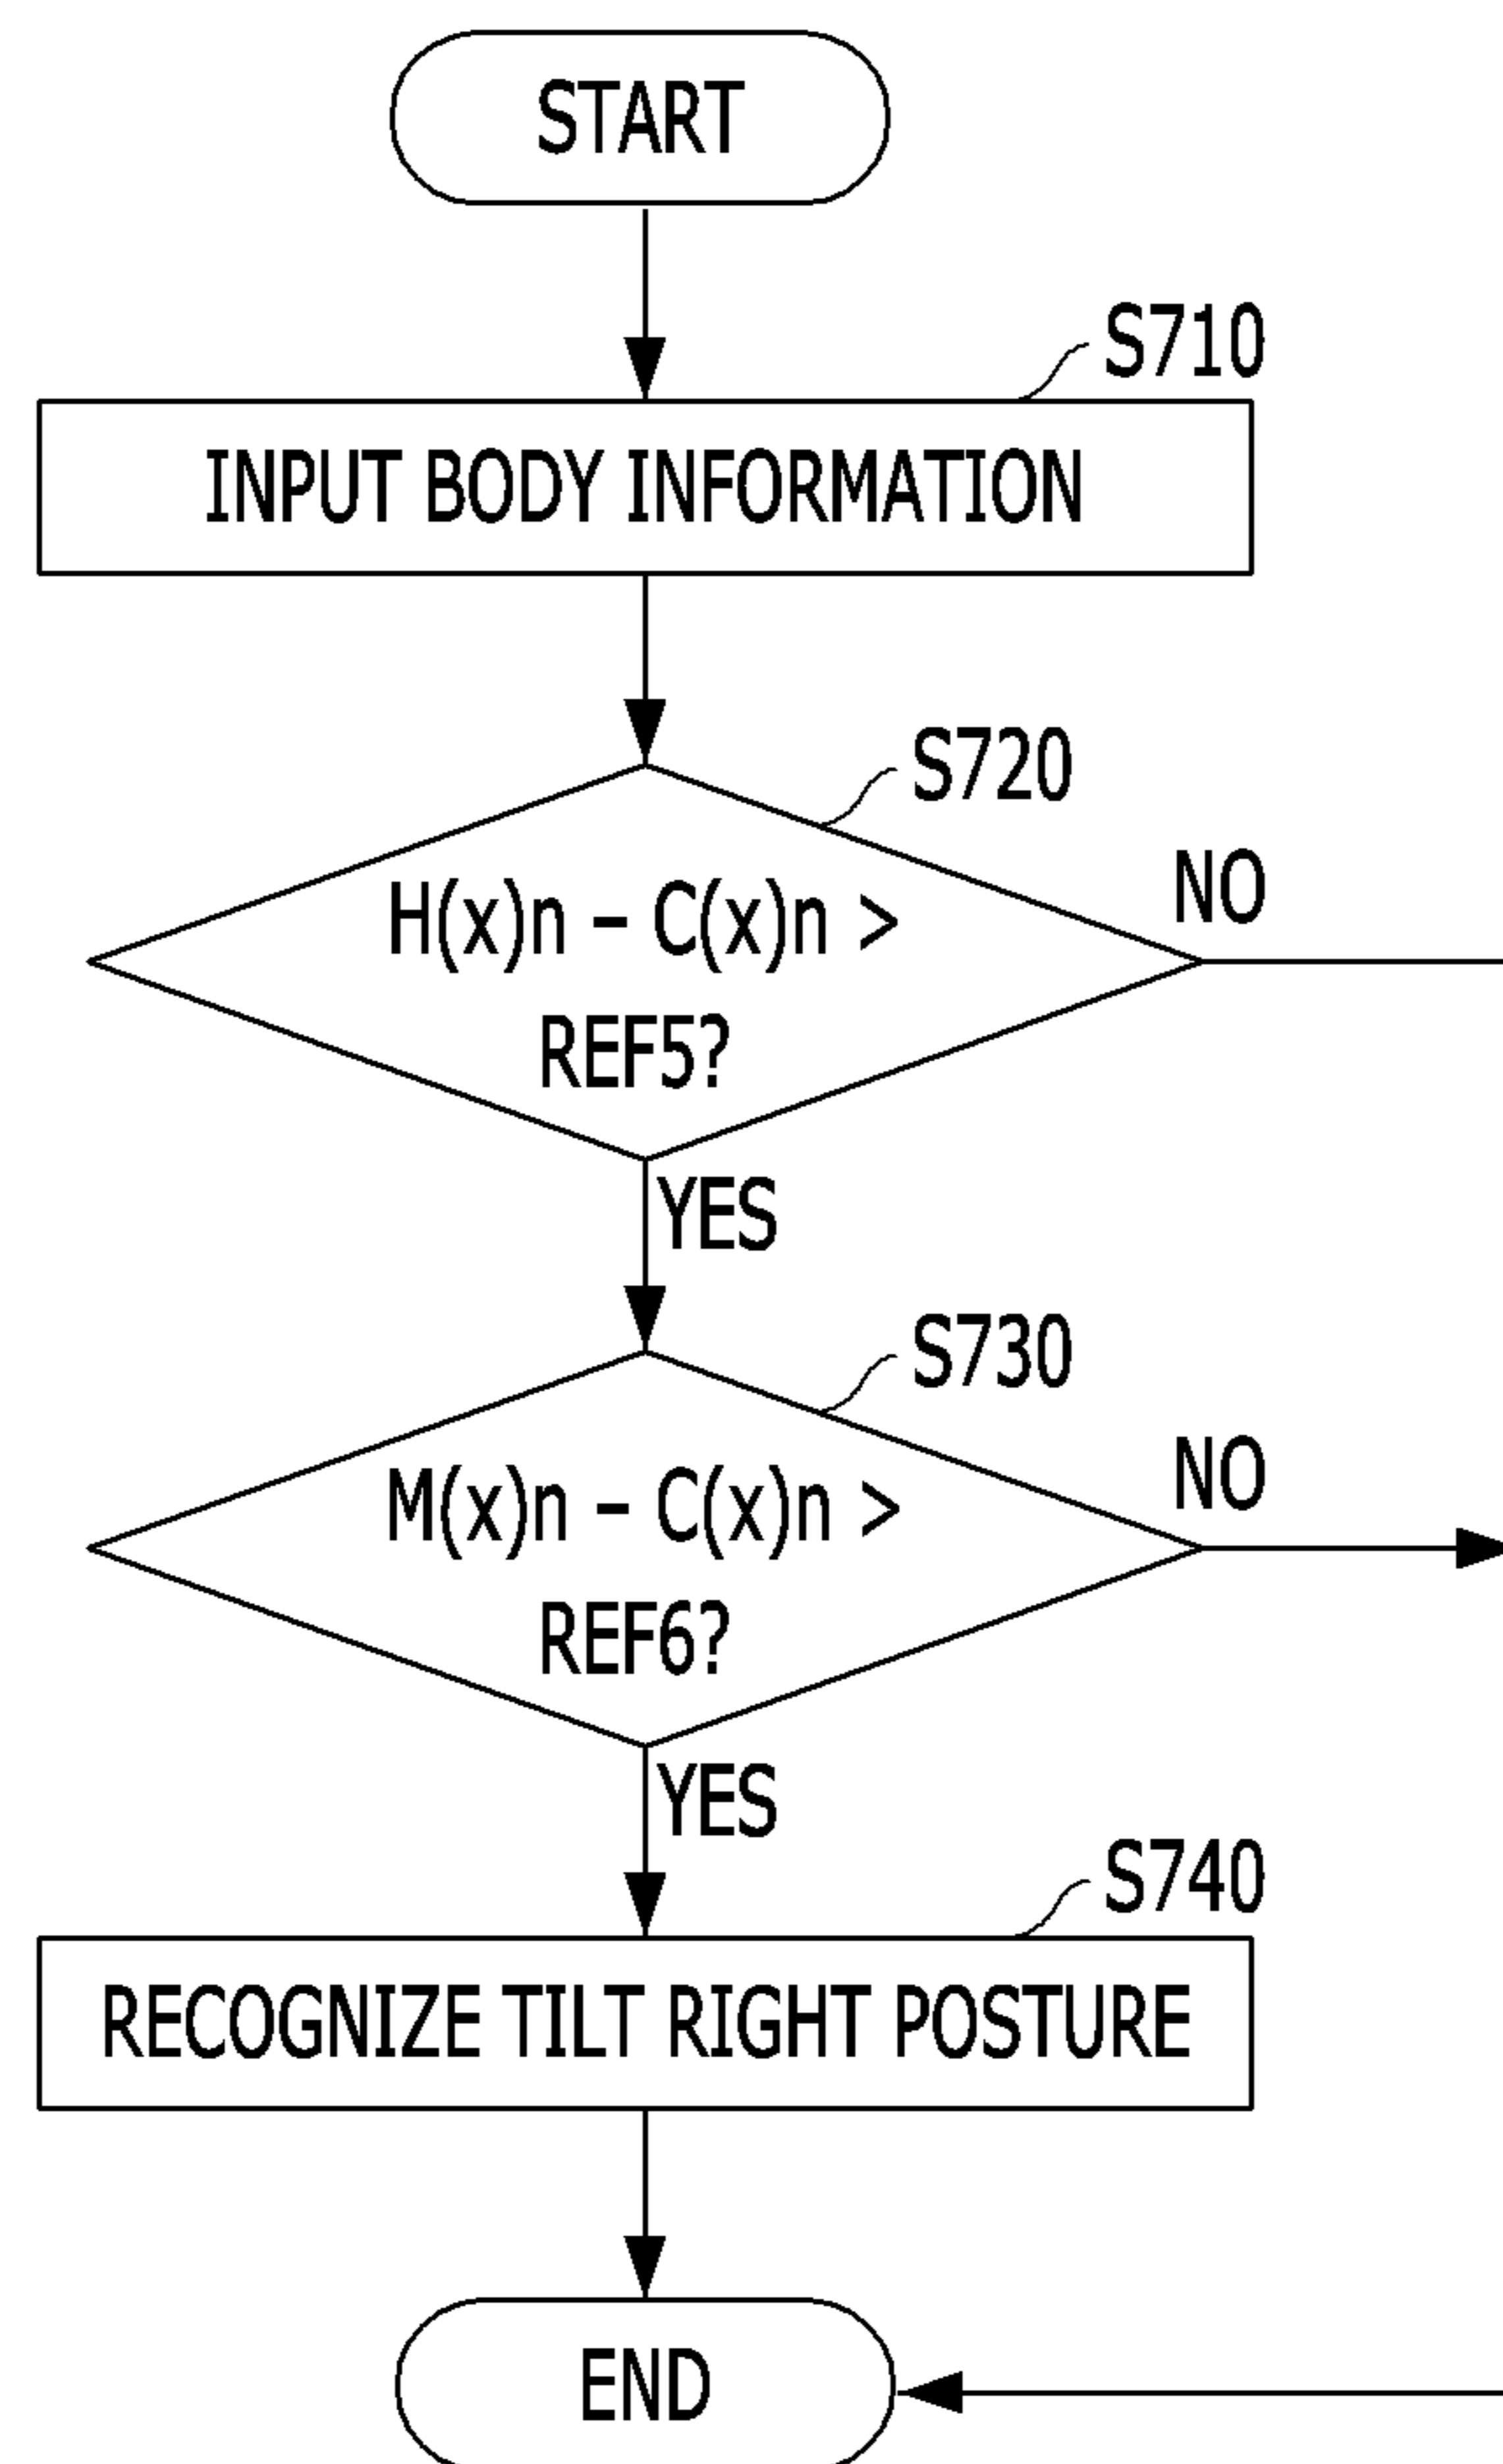 START
S710
INPUT BODY INFORMATION
S720
NO
H(x)n - C(x)n >
REF5?
YES
S730
NO
M(x)n - C(x)n >
REF6?
YES
S740
RECOGNIZE TILT RIGHT POSTURE
END